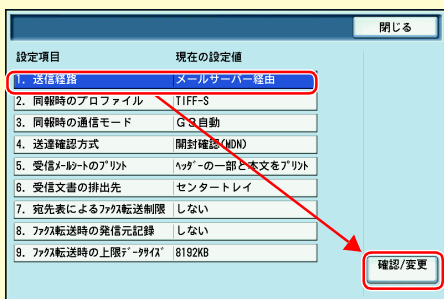 閉じる
設定項目 現在の設定値
1. 送信経路 メールサーバー経由
2. 同報時のプロファイル TIFF-S
3. 同報時の通信モード G3自動
4. 送達確認方式 開封確認(MDN)
5. 受信ﾒｰﾙｼｰﾄのﾌﾟﾘﾝﾄ ﾍｯﾀﾞｰの一部と本文をﾌﾟﾘﾝﾄ
6. 受信文書の排出先 センタートレイ
7. 宛先表によるﾌｧｸｽ転送制限 しない
8. ﾌｧｸｽ転送時の発信元記録 しない
9. ﾌｧｸｽ転送時の上限ﾃﾞｰﾀｻｲｽﾞ 8192KB
確認/変更